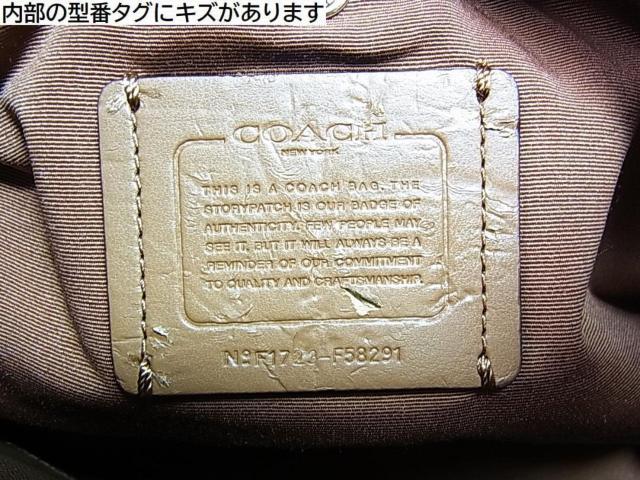 内部の型番タグにキズがあります
COACH
NEW YORK
THIS IS A COACH BAG. THE
STORYPATCH IS OUR BADGE OF
AUTHENTICITY. FEW PEOPLE MAY
SEE IT, BUT IT WILL ALWAYS BE A
REMINDER OF OUR COMMITMENT
TO QUALITY AND CRAFTSMANSHIP.
Nº F1723-F58291